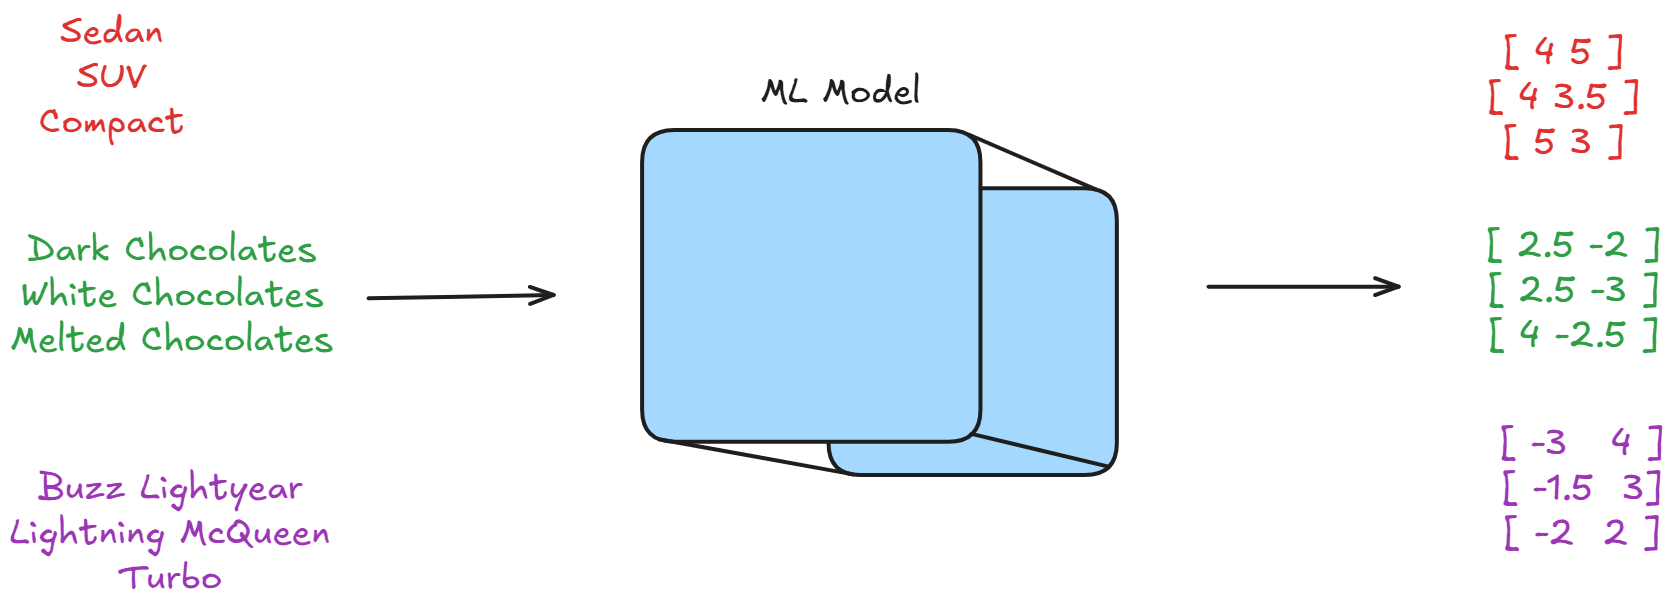 Sedan
SUV
Compact
Dark Chocolates
White Chocolates
Melted Chocolates
Buzz Lightyear
Lightning McQueen
Turbo
ML Model
[ 4 5 ]
[ 4 3.5 ]
[ 5 3 ]
[ 2.5 -2 ]
[ 2.5 -3 ]
[ 4 -2.5 ]
[ -3 4 ]
[ -1.5 3]
[ -2 2 ]